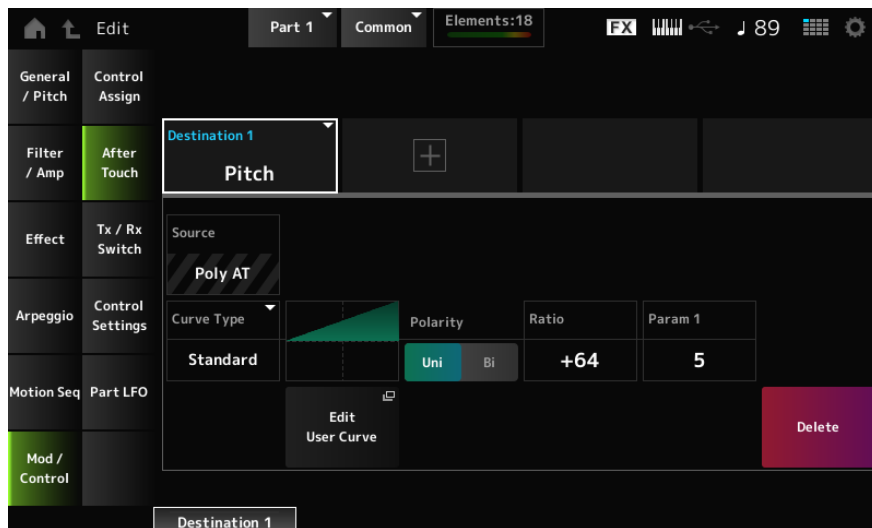 Edit
Part 1
Common
Elements:18
FX
♩ 89
General
/ Pitch
Control
Assign
Filter
/ Amp
After
Touch
Effect
Tx / Rx
Switch
Arpeggio
Control
Settings
Motion Seq
Part LFO
Mod /
Control
Destination 1
Pitch
Source
Poly AT
Curve Type
Standard
Polarity
Uni
Bi
Ratio
+64
Param 1
5
Edit
User Curve
Delete
Destination 1